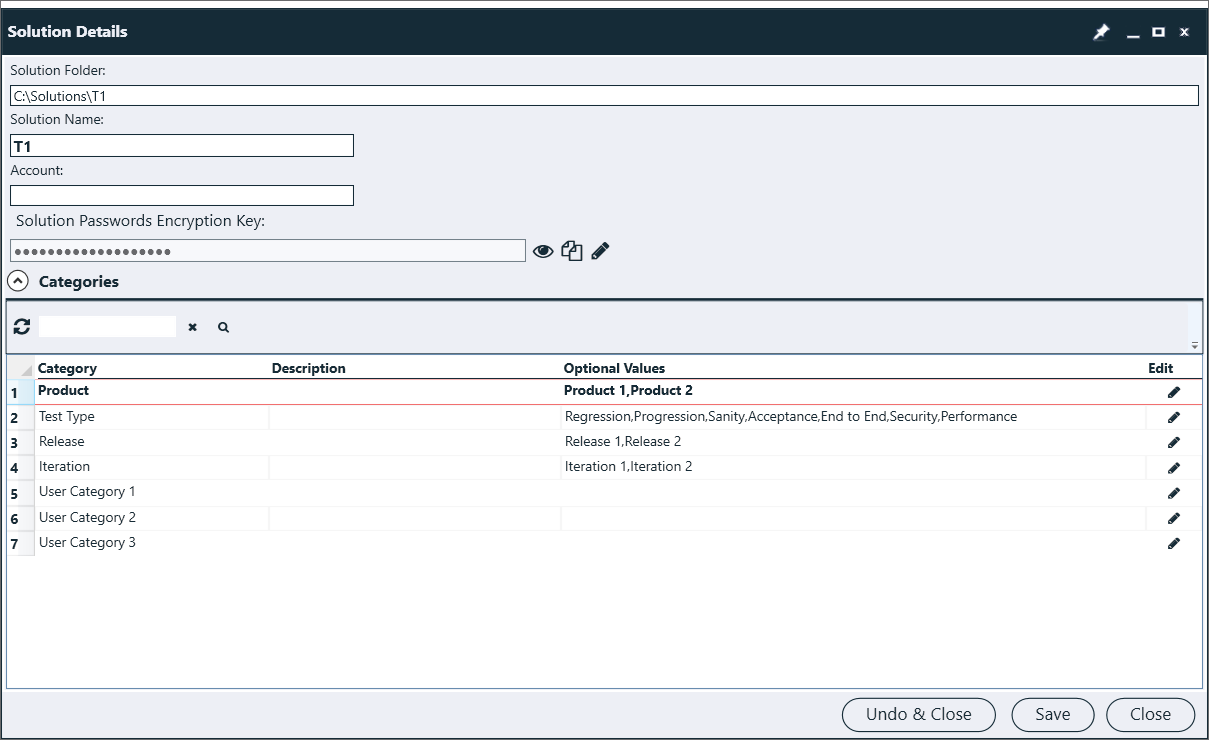 Solution Details
Solution Folder:
C:\Solutions\T1
Solution Name:
T1
Account:
Solution Passwords Encryption Key:
●●●●●●●●●●●●●●●●●●●
Categories
Category Description Optional Values Edit
1 Product Product 1,Product 2
2 Test Type Regression,Progression,Sanity,Acceptance,End to End,Security,Performance
3 Release Release 1,Release 2
4 Iteration Iteration 1,Iteration 2
5 User Category 1
6 User Category 2
7 User Category 3
Undo & Close Save Close